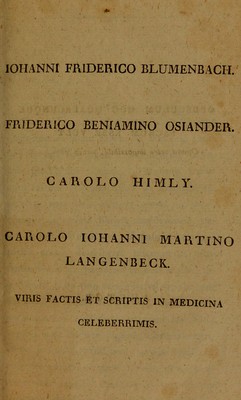 IOHANNI FRIDERICO BLUMENBACH.
FRIDERICO BENIAMINO OSIANDER.
CAROLO HIMLY.
CAROLO IOHANNI MARTINO
LANGENBECK.
VIRIS FACTIS ET SCRIPTIS IN MEDICINA
CELEBERRIMIS.